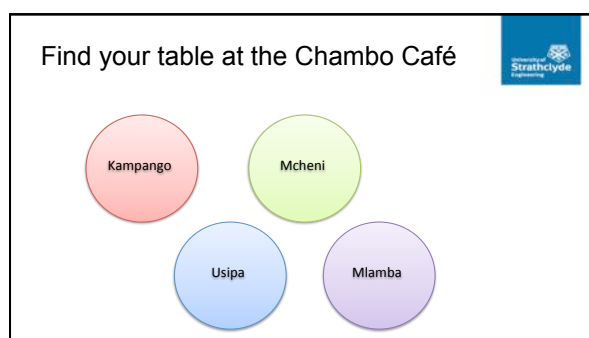 Find your table at the Chambo Café
University of
Strathclyde
Engineering
Kampango
Mcheni
Usipa
Mlamba